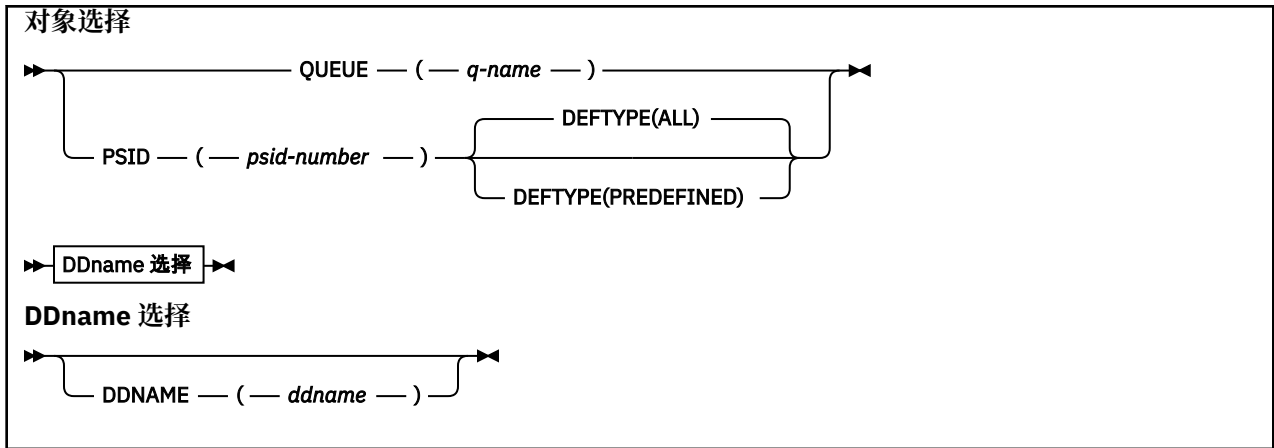 对象选择
QUEUE ( q-name )
DEFTYPE(ALL)
PSID ( psid-number )
DEFTYPE(PREDEFINED)
DDname 选择
DDname 选择
DDNAME ( ddname )